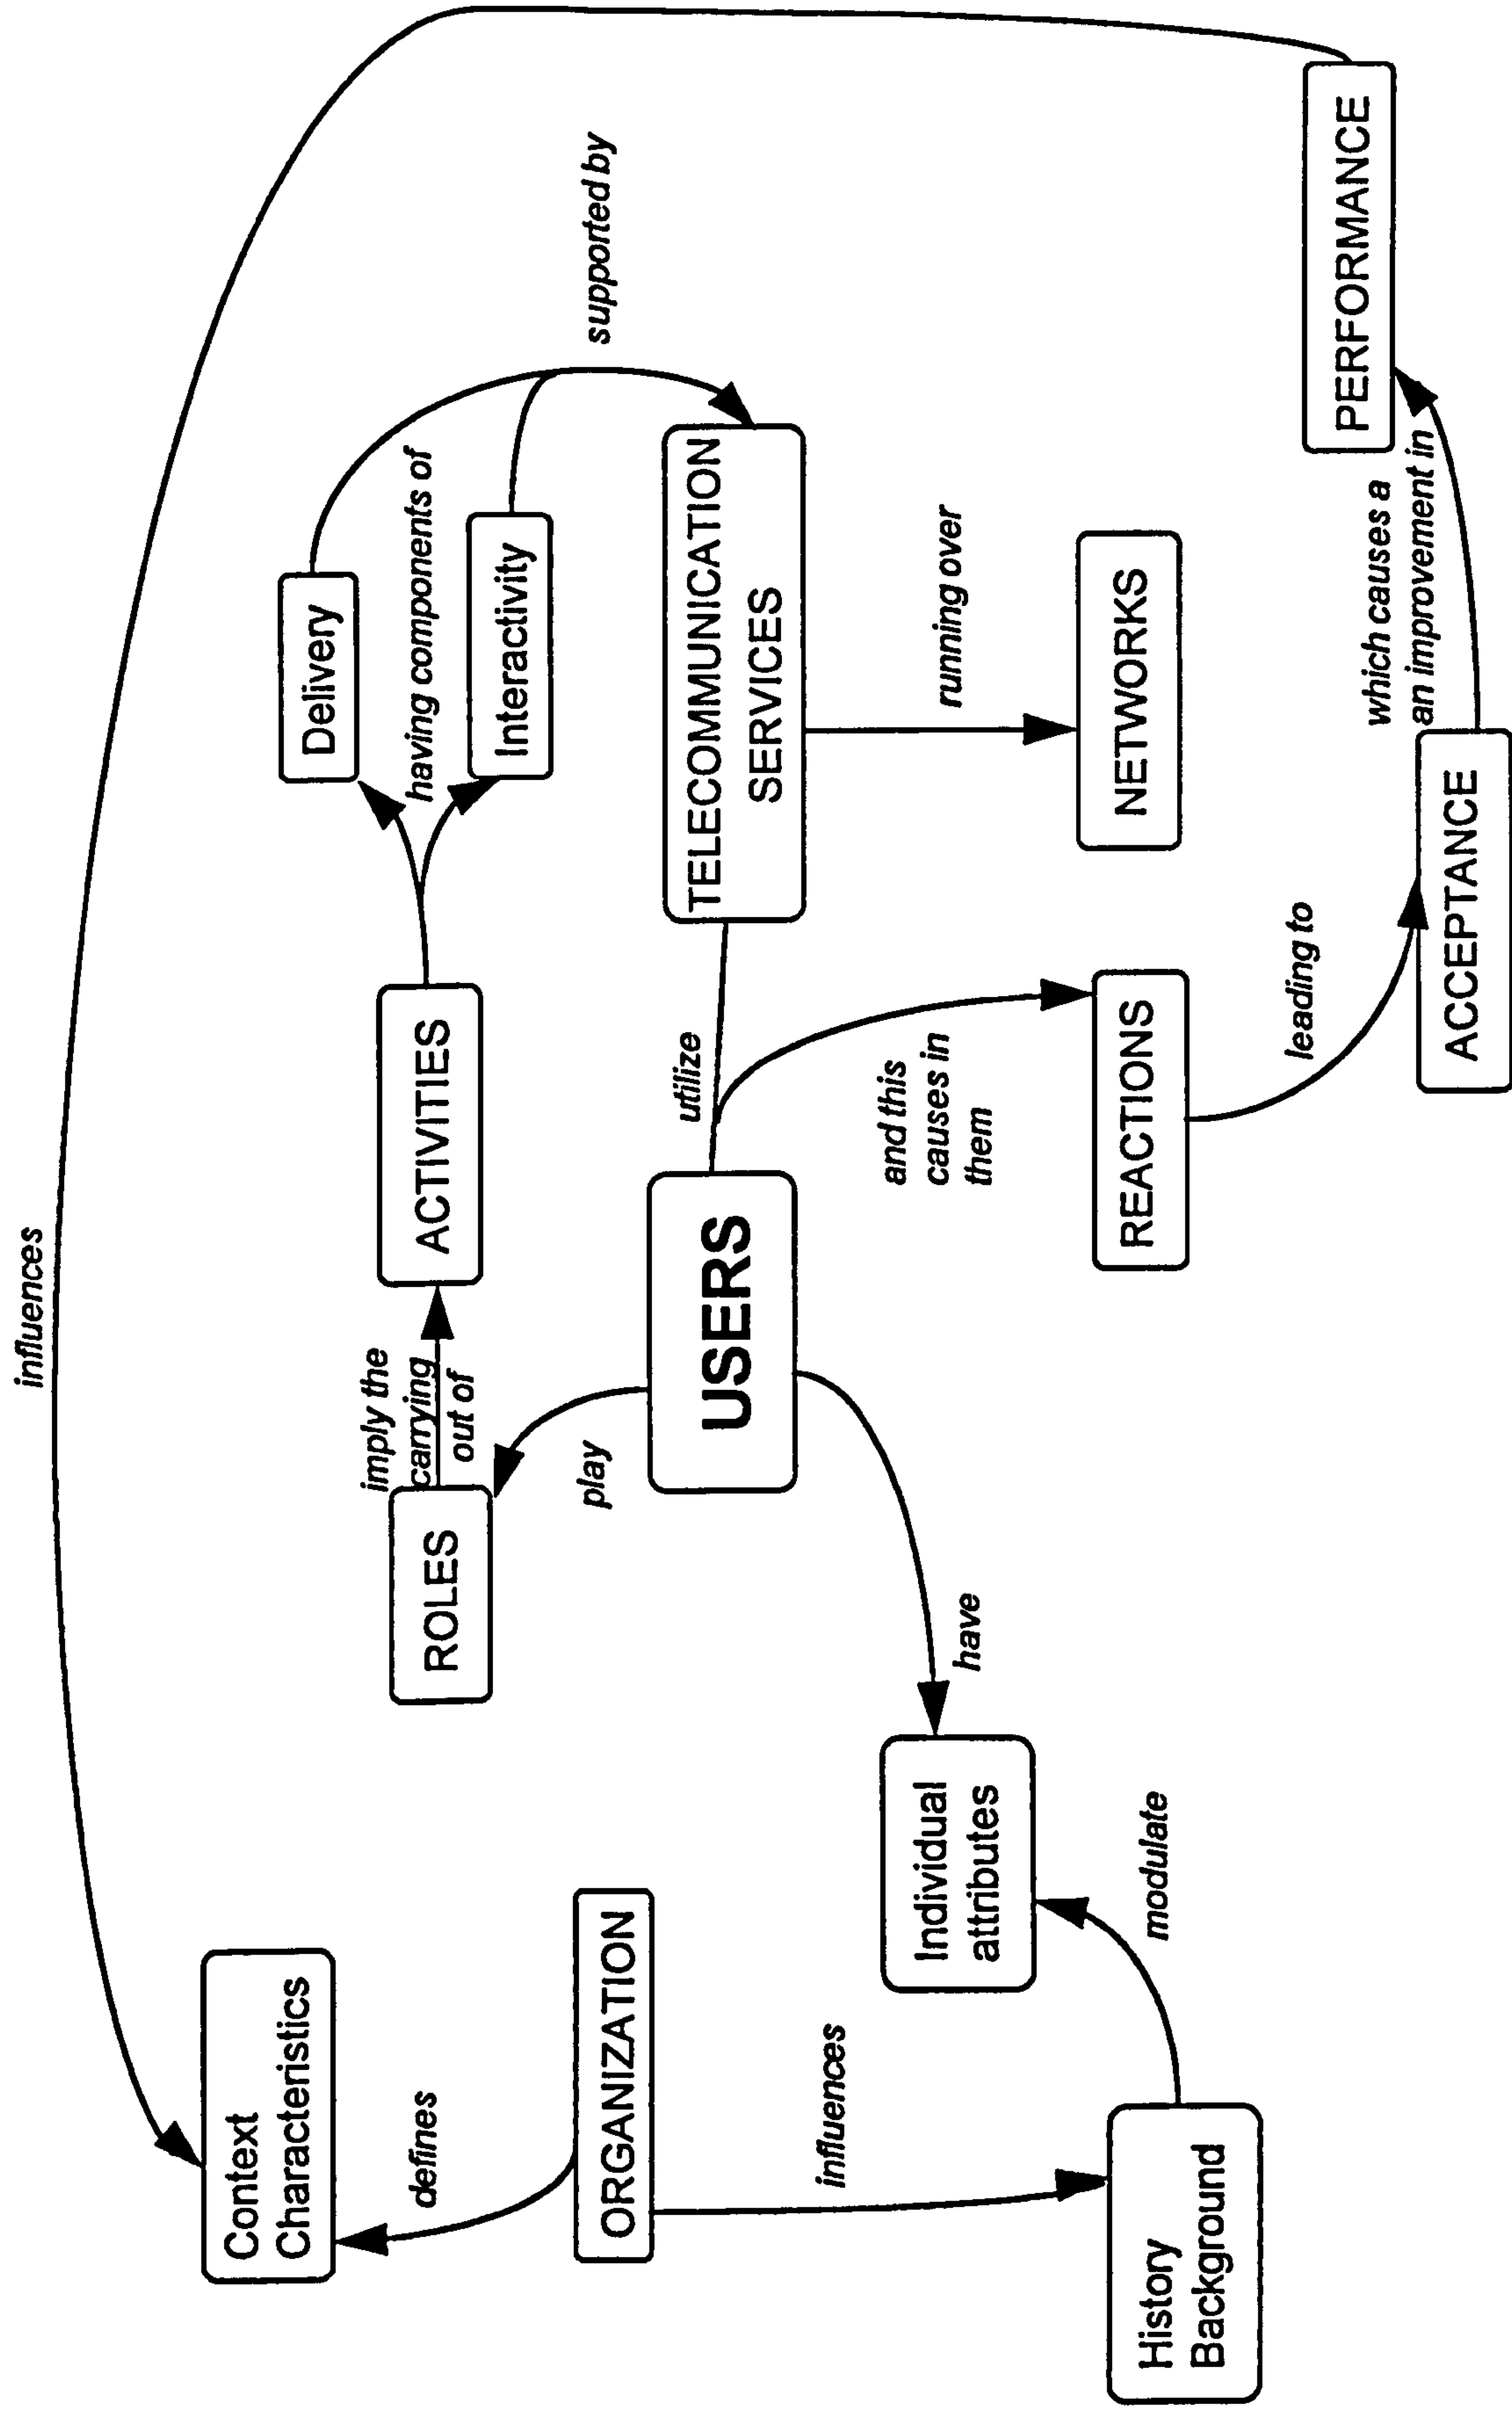 influences
Context
Characteristics
defines
ORGANIZATION
influences
History
Background
modulate
Individual
attributes
have
ROLES
imply the
carrying
out of
ACTIVITIES
play
USERS
utilize
and this
causes in
them
REACTIONS
leading to
ACCEPTANCE
which causes a
an improvement in
PERFORMANCE
Delivery
having components of
Interactivity
supported by
TELECOMMUNICATION
SERVICES
running over
NETWORKS